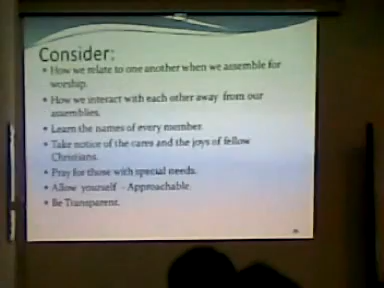 Consider:
• How we relate to one another when we assemble for
worship.
• How we interact with each other away from our
assemblies.
• Learn the names of every member.
• Take notice of the cares and the joys of fellow
Christians.
• Pray for those with special needs.
• Allow yourself - Approachable.
• Be Transparent.